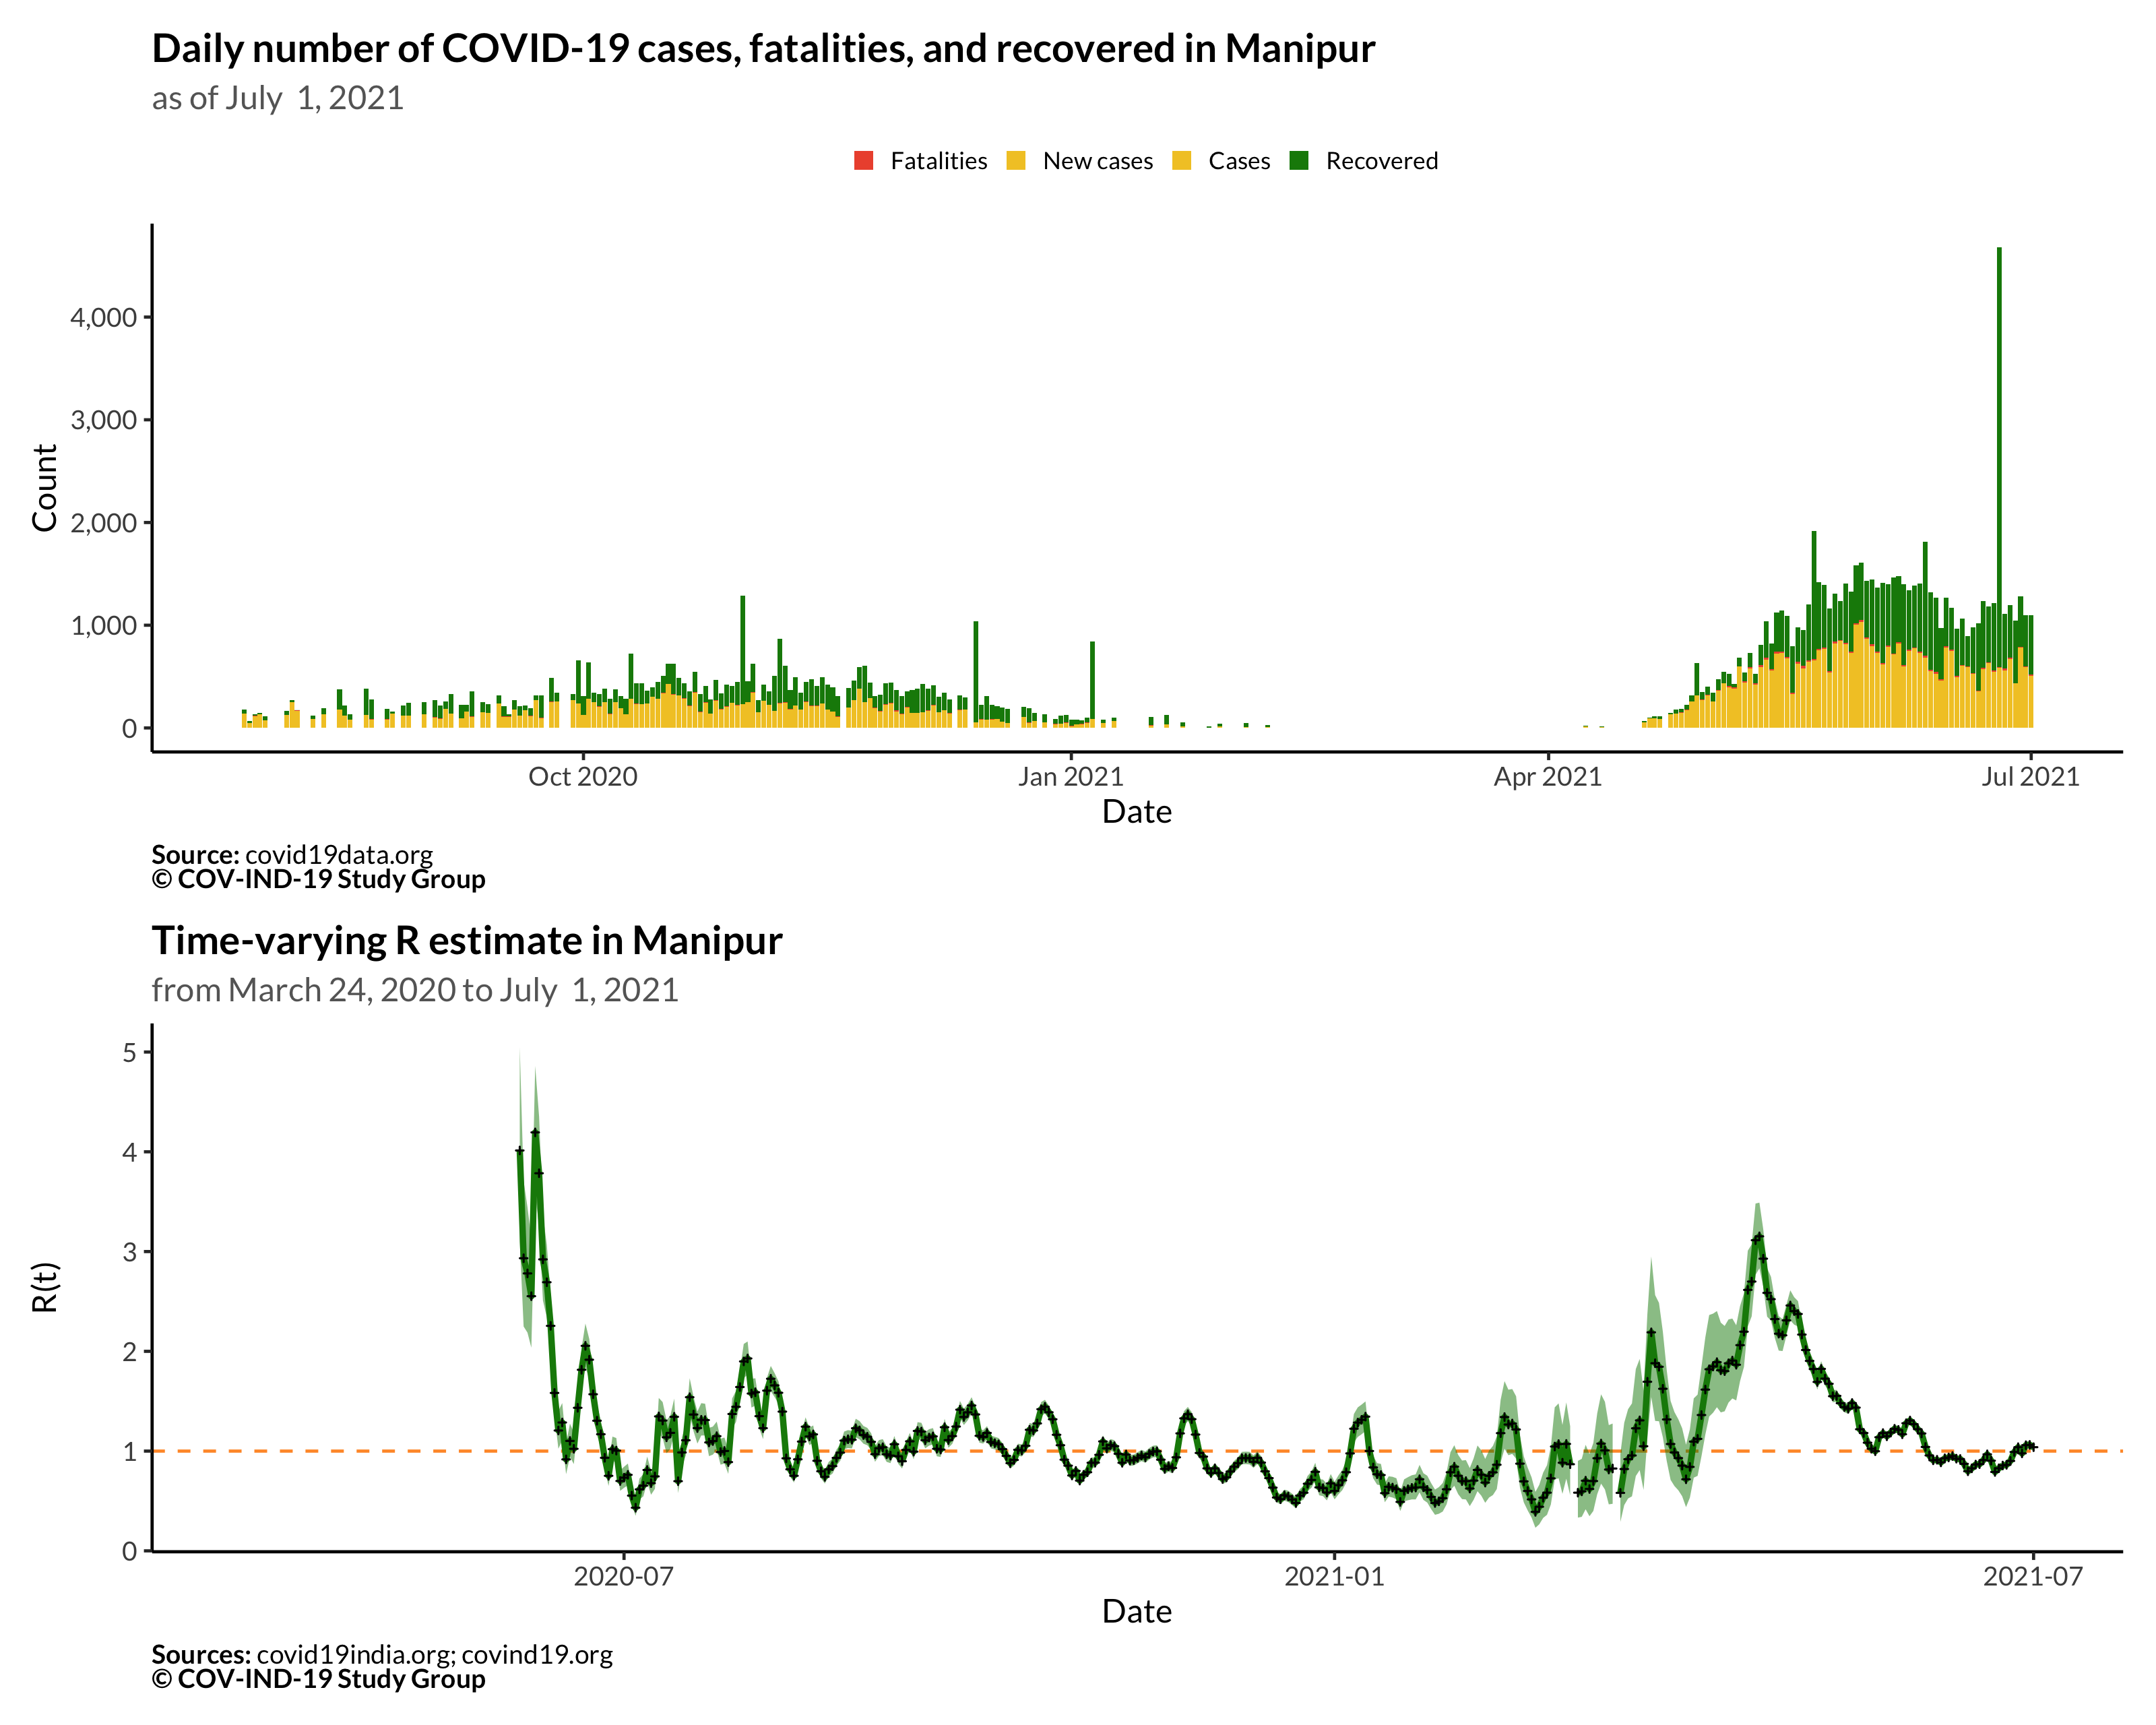 Daily number of COVID-19 cases, fatalities, and recovered in Manipur
as of July  1, 2021
Fatalities New cases Cases Recovered
Count
4,000
3,000
2,000
1,000
0
Oct 2020 Jan 2021 Apr 2021 Jul 2021
Date
Source: covid19data.org
© COV-IND-19 Study Group
Time-varying R estimate in Manipur
from March 24, 2020 to July  1, 2021
R(t)
5
4
3
2
1
0
2020-07 2021-01 2021-07
Date
Sources: covid19india.org; covind19.org
© COV-IND-19 Study Group